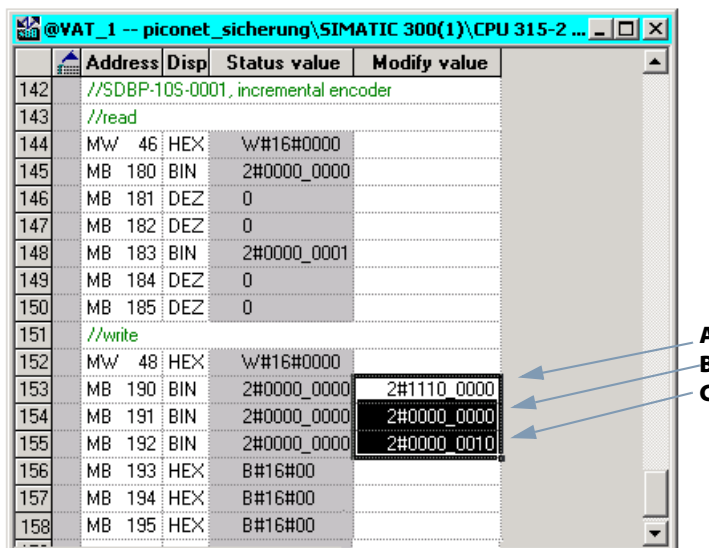 @VAT_1 -- piconet_sicherung\SIMATIC 300(1)\CPU 315-2 ...
Address Disp Status value Modify value
142 //SDBP-10S-0001, incremental encoder
143 //read
144 MW 46 HEX W#16#0000
145 MB 180 BIN 2#0000_0000
146 MB 181 DEZ 0
147 MB 182 DEZ 0
148 MB 183 BIN 2#0000_0001
149 MB 184 DEZ 0
150 MB 185 DEZ 0
151 //write
A
152 MW 48 HEX W#16#0000
B
153 MB 190 BIN 2#0000_0000 2#1110_0000
C
154 MB 191 BIN 2#0000_0000 2#0000_0000
155 MB 192 BIN 2#0000_0000 2#0000_0010
156 MB 193 HEX B#16#00
157 MB 194 HEX B#16#00
158 MB 195 HEX B#16#00